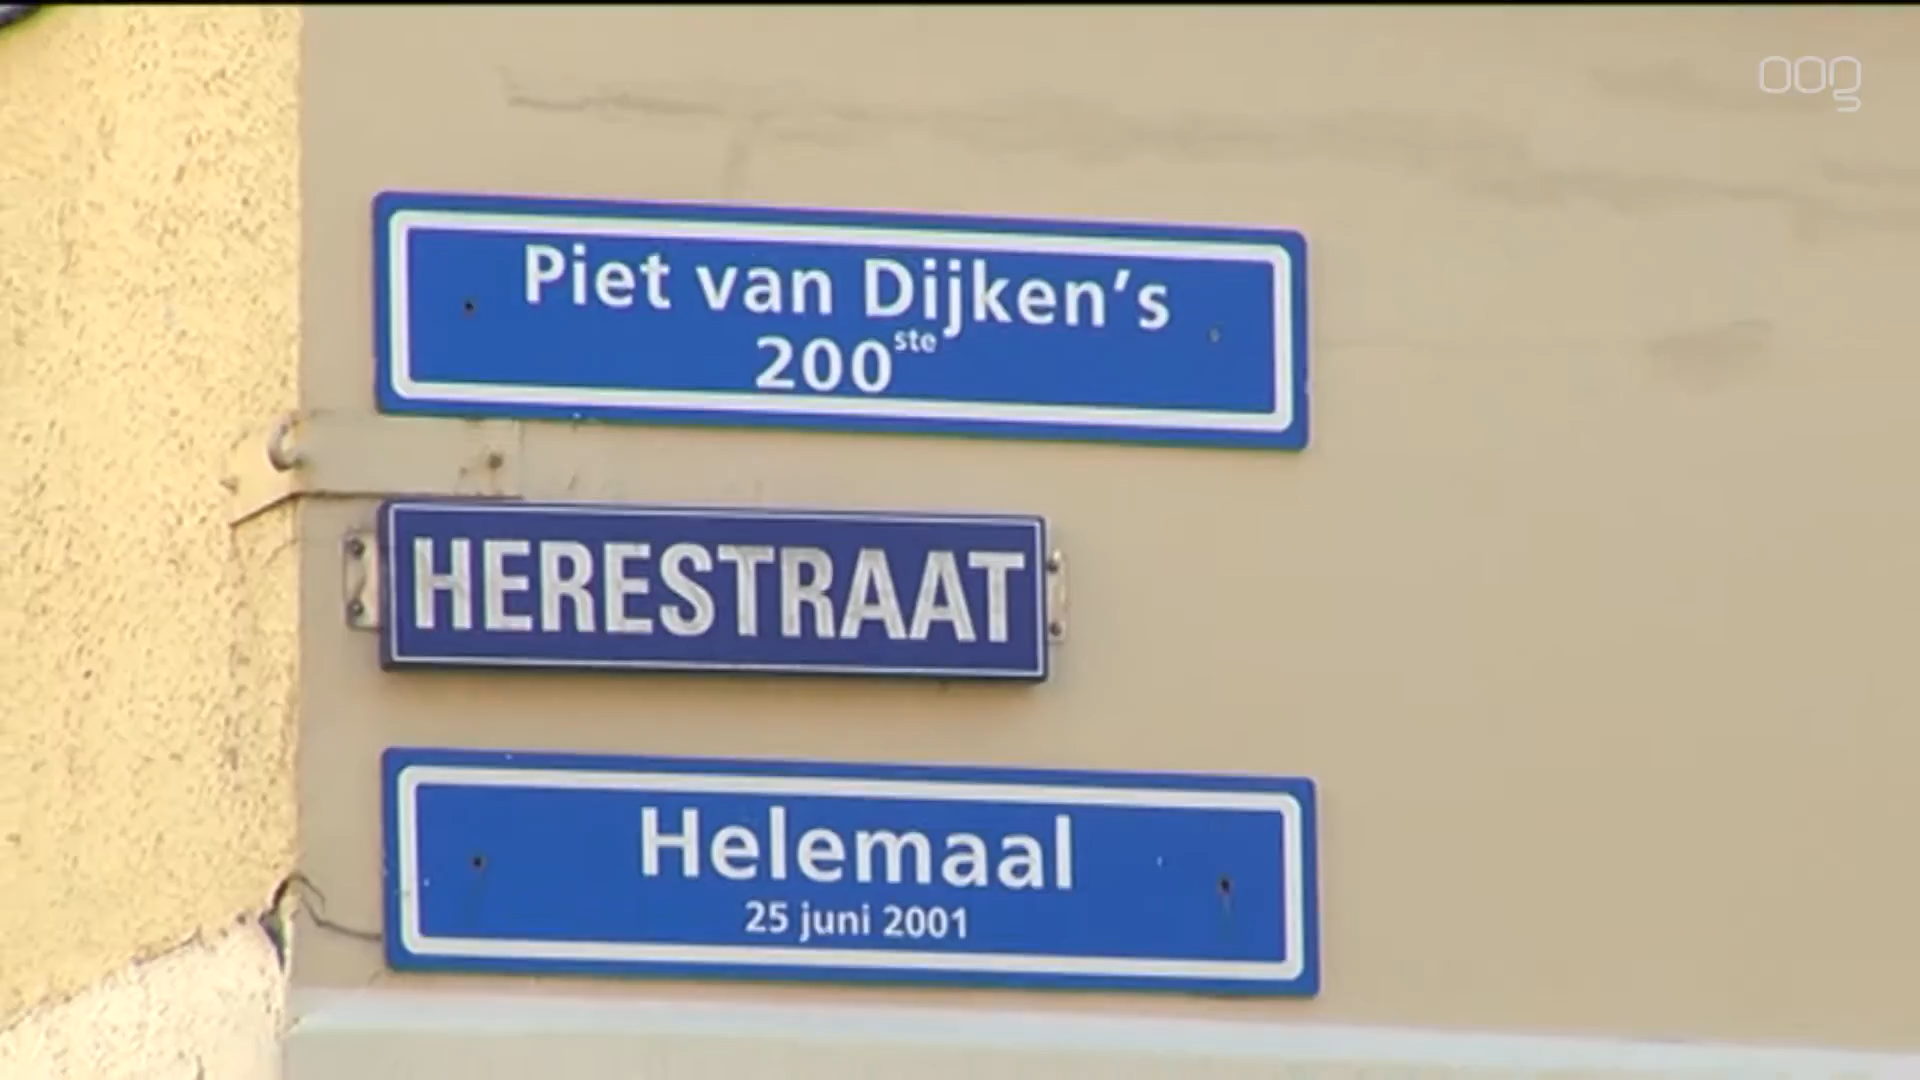 oog
Piet van Dijken's
200ste
HERESTRAAT
Helemaal
25 juni 2001